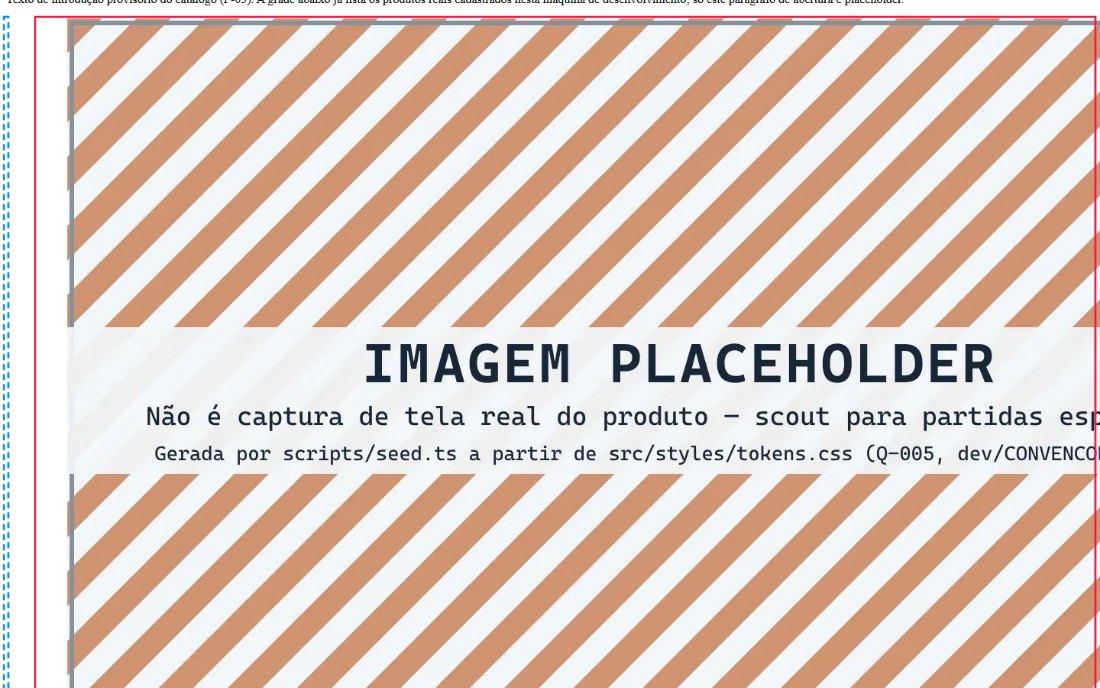 Texto de introdução provisório do catálogo (P-05). A grade abaixo já lista os produtos reais cadastrados nesta máquina de desenvolvimento; só este parágrafo de abertura é placeholder.
IMAGEM PLACEHOLDER
Não é captura de tela real do produto — scout para partidas esp
Gerada por scripts/seed.ts a partir de src/styles/tokens.css (Q-005, dev/CONVENCO